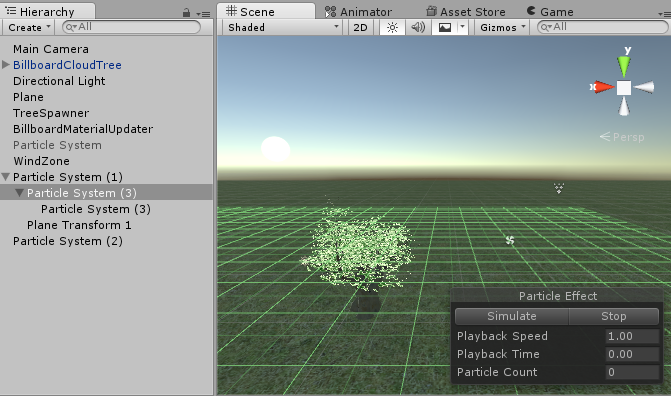 Hierarchy
Create All
Main Camera
BillboardCloudTree
Directional Light
Plane
TreeSpawner
BillboardMaterialUpdater
Particle System
WindZone
Particle System (1)
Particle System (3)
Particle System (3)
Plane Transform 1
Particle System (2)
Scene Animator Asset Store Game
Shaded 2D Gizmos All
y
x
Persp
Particle Effect
Simulate Stop
Playback Speed 1.00
Playback Time 0.00
Particle Count 0